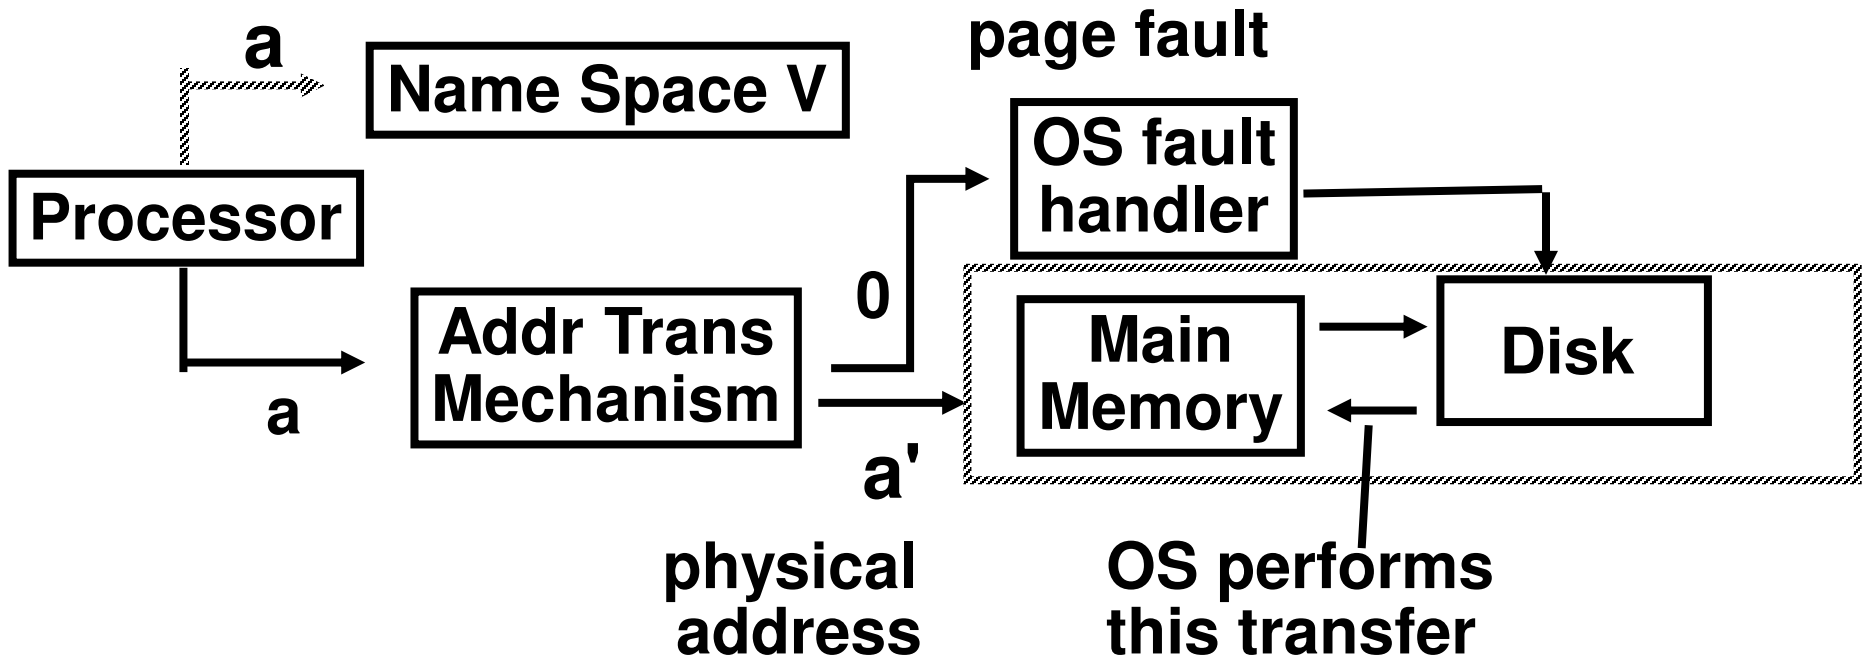 a
Name Space V
page fault
OS fault
handler
Processor
0
Addr Trans
Mechanism
Main
Memory
Disk
a
a'
physical
address
OS performs
this transfer